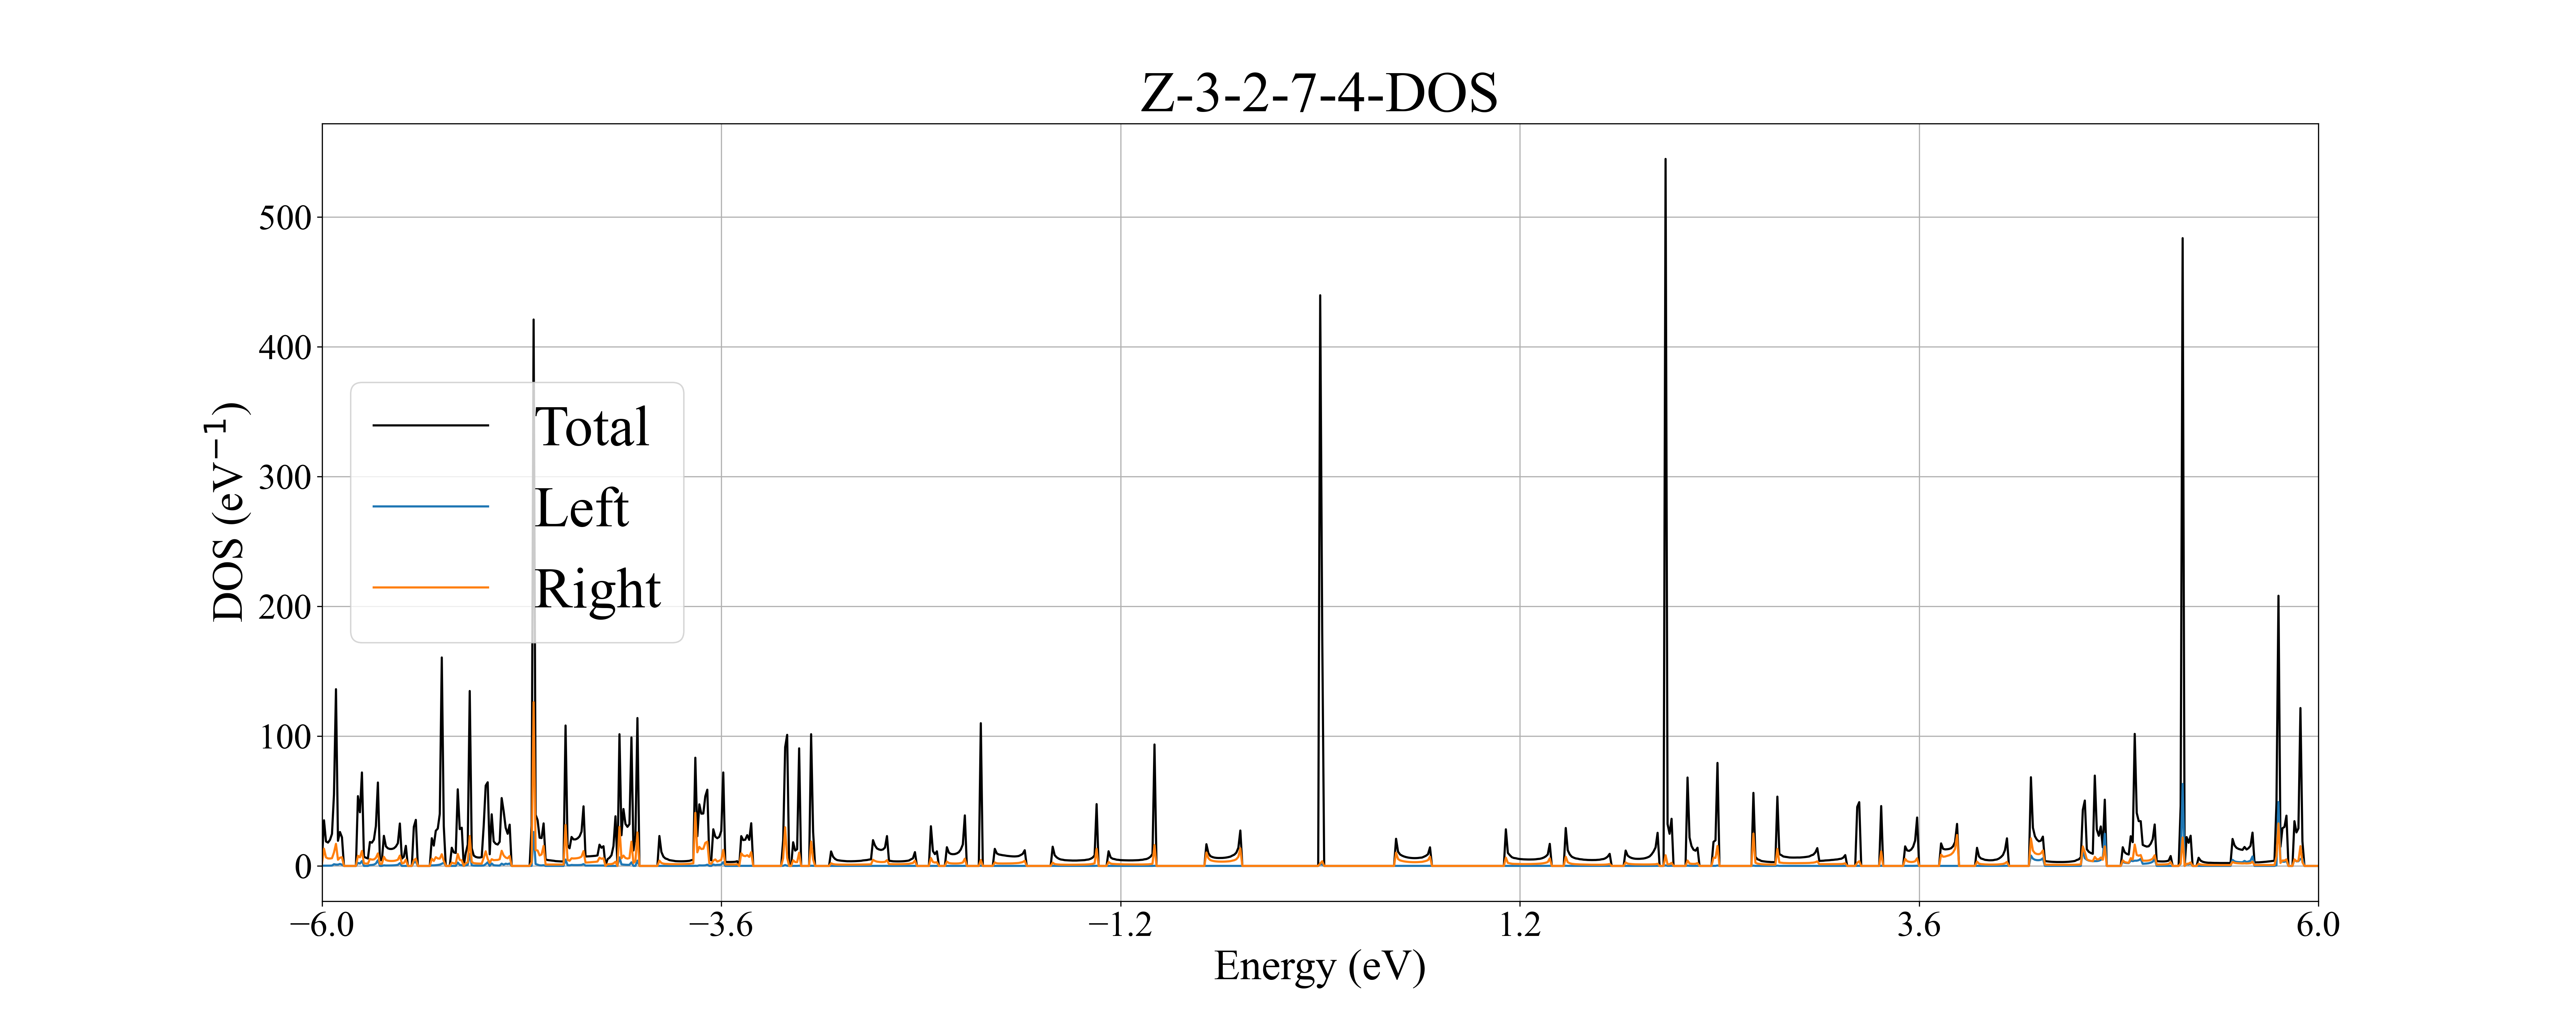 Z-3-2-7-4-DOS
DOS (eV⁻¹)
500
400
300
200
100
0
Total
Left
Right
−6.0 −3.6 −1.2 1.2 3.6 6.0
Energy (eV)